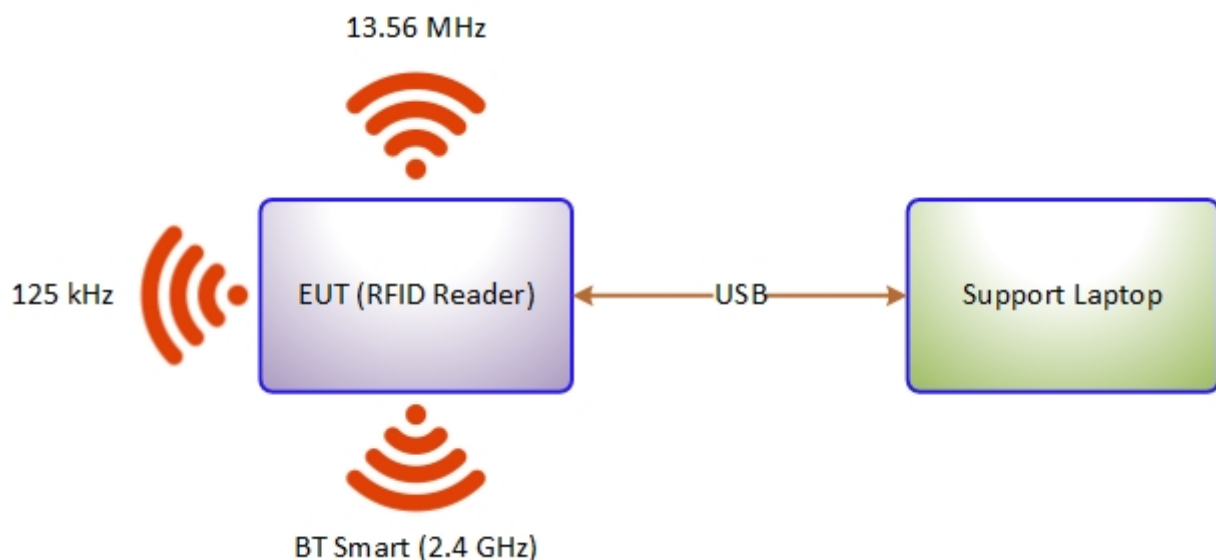 13.56 MHz
125 kHz
EUT (RFID Reader)
USB
Support Laptop
BT Smart (2.4 GHz)